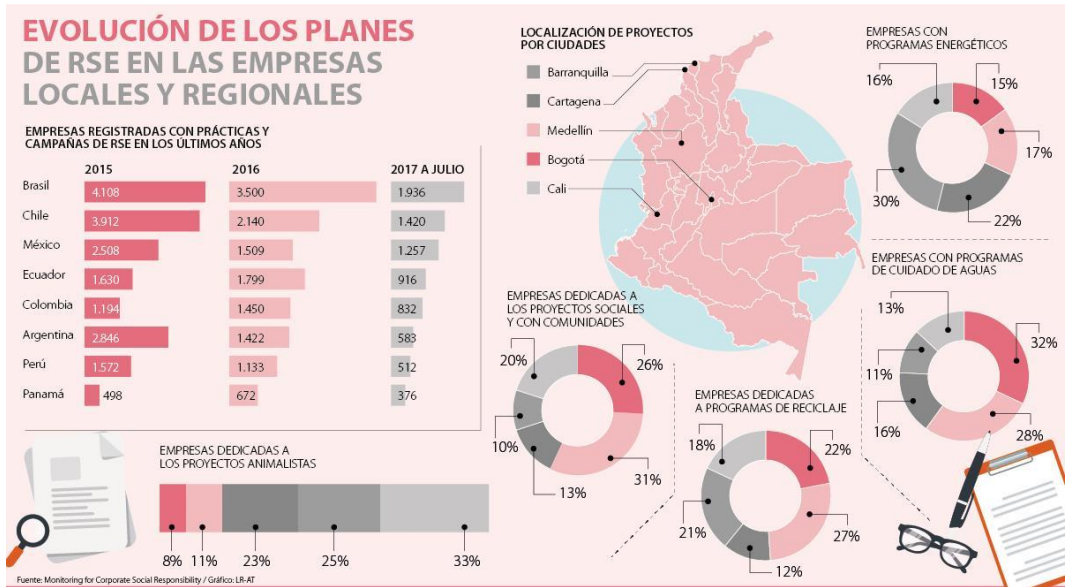 EVOLUCIÓN DE LOS PLANES
DE RSE EN LAS EMPRESAS
LOCALES Y REGIONALES
EMPRESAS REGISTRADAS CON PRÁCTICAS Y
CAMPAÑAS DE RSE EN LOS ÚLTIMOS AÑOS
2015 2016 2017 A JULIO
Brasil 4.108 3.500 1.936
Chile 3.912 2.140 1.420
México 2.508 1.509 1.257
Ecuador 1.630 1.799 916
Colombia 1.194 1.450 832
Argentina 2.846 1.422 583
Perú 1.572 1.133 512
Panamá 498 672 376
LOCALIZACIÓN DE PROYECTOS
POR CIUDADES
Barranquilla
Cartagena
Medellín
Bogotá
Cali
EMPRESAS CON
PROGRAMAS ENERGÉTICOS
16% 15%
17%
30%
22%
EMPRESAS CON PROGRAMAS
DE CUIDADO DE AGUAS
13%
32%
11%
16%
28%
EMPRESAS DEDICADAS A
LOS PROYECTOS SOCIALES
Y CON COMUNIDADES
20% 26%
10%
13% 31%
EMPRESAS DEDICADAS
A PROGRAMAS DE RECICLAJE
18% 22%
21% 27%
12%
EMPRESAS DEDICADAS A
LOS PROYECTOS ANIMALISTAS
8% 11% 23% 25% 33%
Fuente: Monitoring for Corporate Social Responsibility / Gráfico: LR-AT